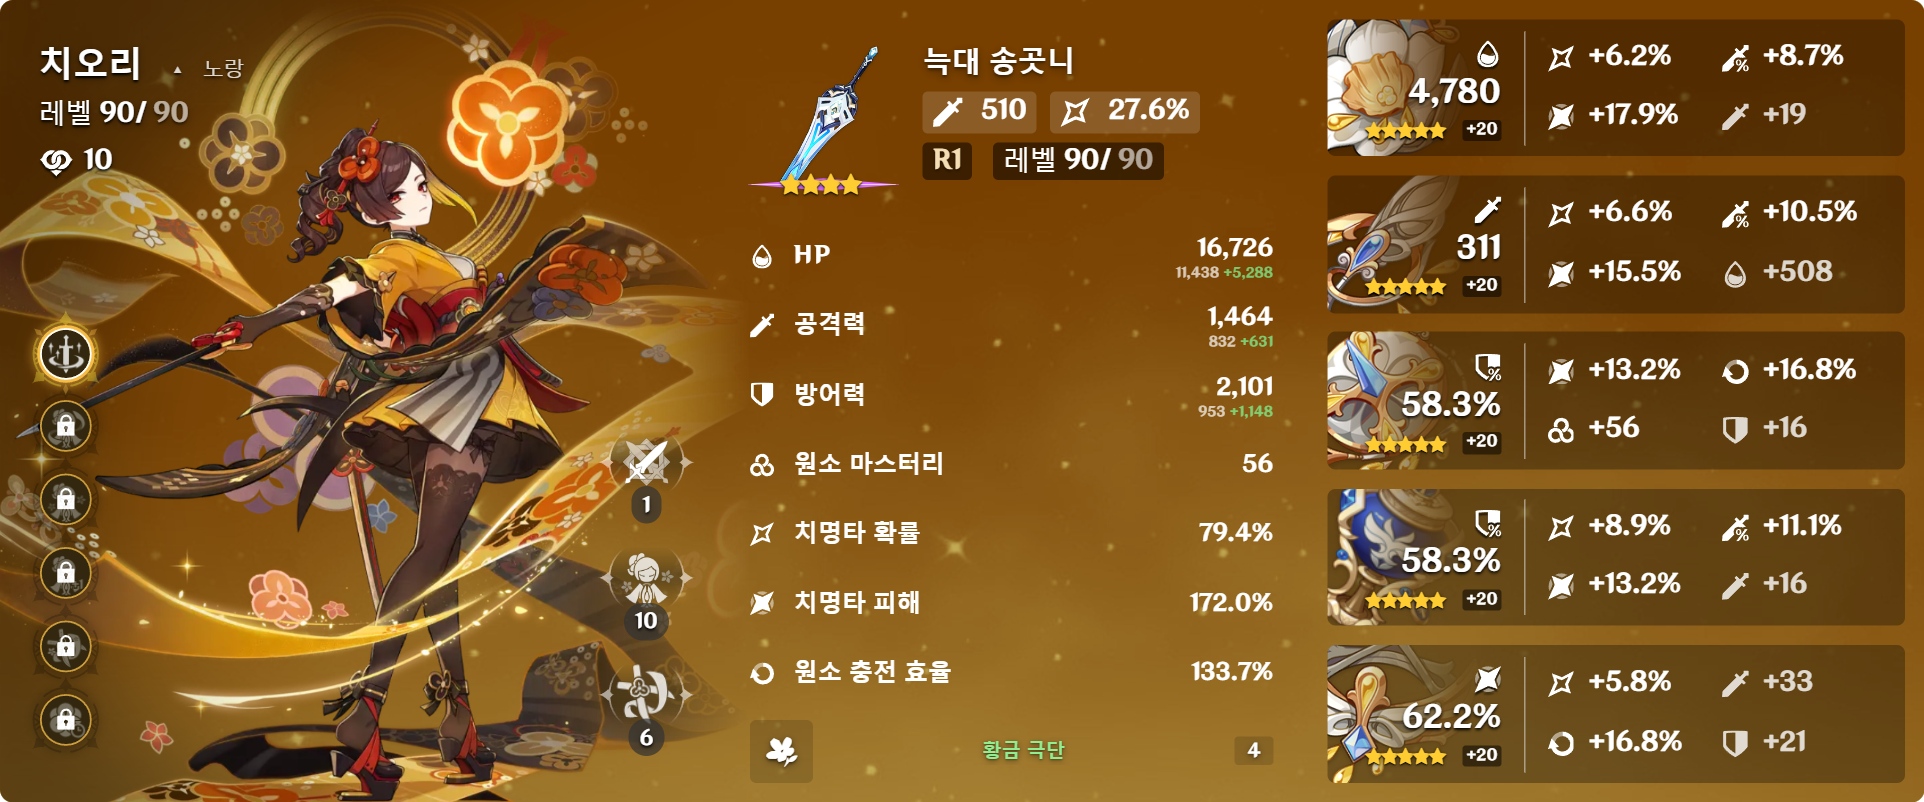 치오리 노랑
레벨 90/ 90
10
1
10
6
늑대 송곳니
510 27.6%
R1 레벨 90/ 90
HP 16,726
11,438 +5,288
공격력 1,464
832 +631
방어력 2,101
953 +1,148
원소 마스터리 56
치명타 확률 79.4%
치명타 피해 172.0%
원소 충전 효율 133.7%
황금 극단 4
4,780
+20
+6.2% +8.7%
+17.9% +19
311
+20
+6.6% +10.5%
+15.5% +508
%
58.3%
+20
+13.2% +16.8%
+56 +16
%
58.3%
+20
+8.9% +11.1%
+13.2% +16
62.2%
+20
+5.8% +33
+16.8% +21